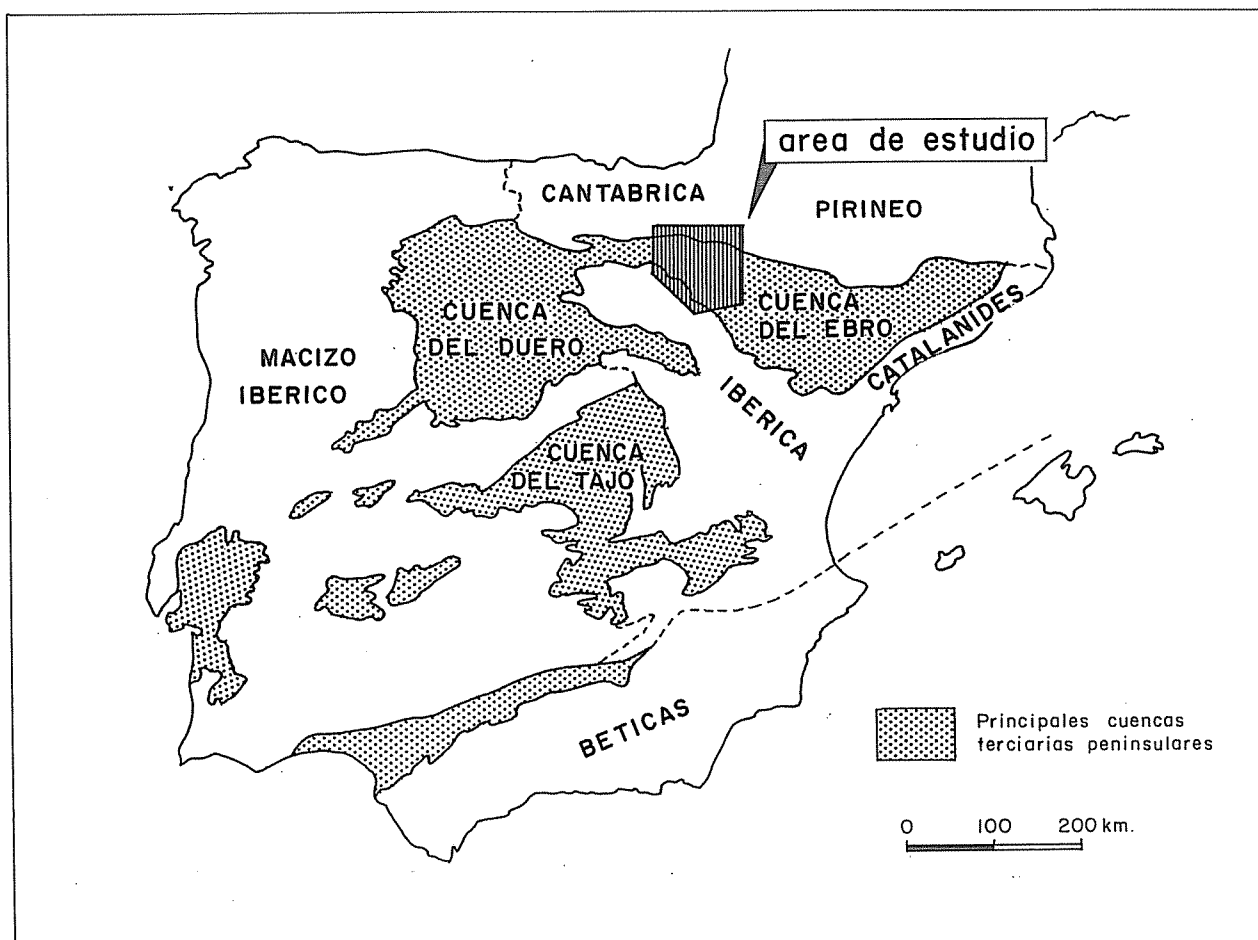 area de estudio
CANTABRICA
PIRINEO
CUENCA
DEL DUERO
CUENCA
DEL EBRO
CATALANIDES
MACIZO
IBERICO
IBERICA
CUENCA
DEL TAJO
BETICAS
Principales cuencas
terciarias peninsulares
0 100 200 km.